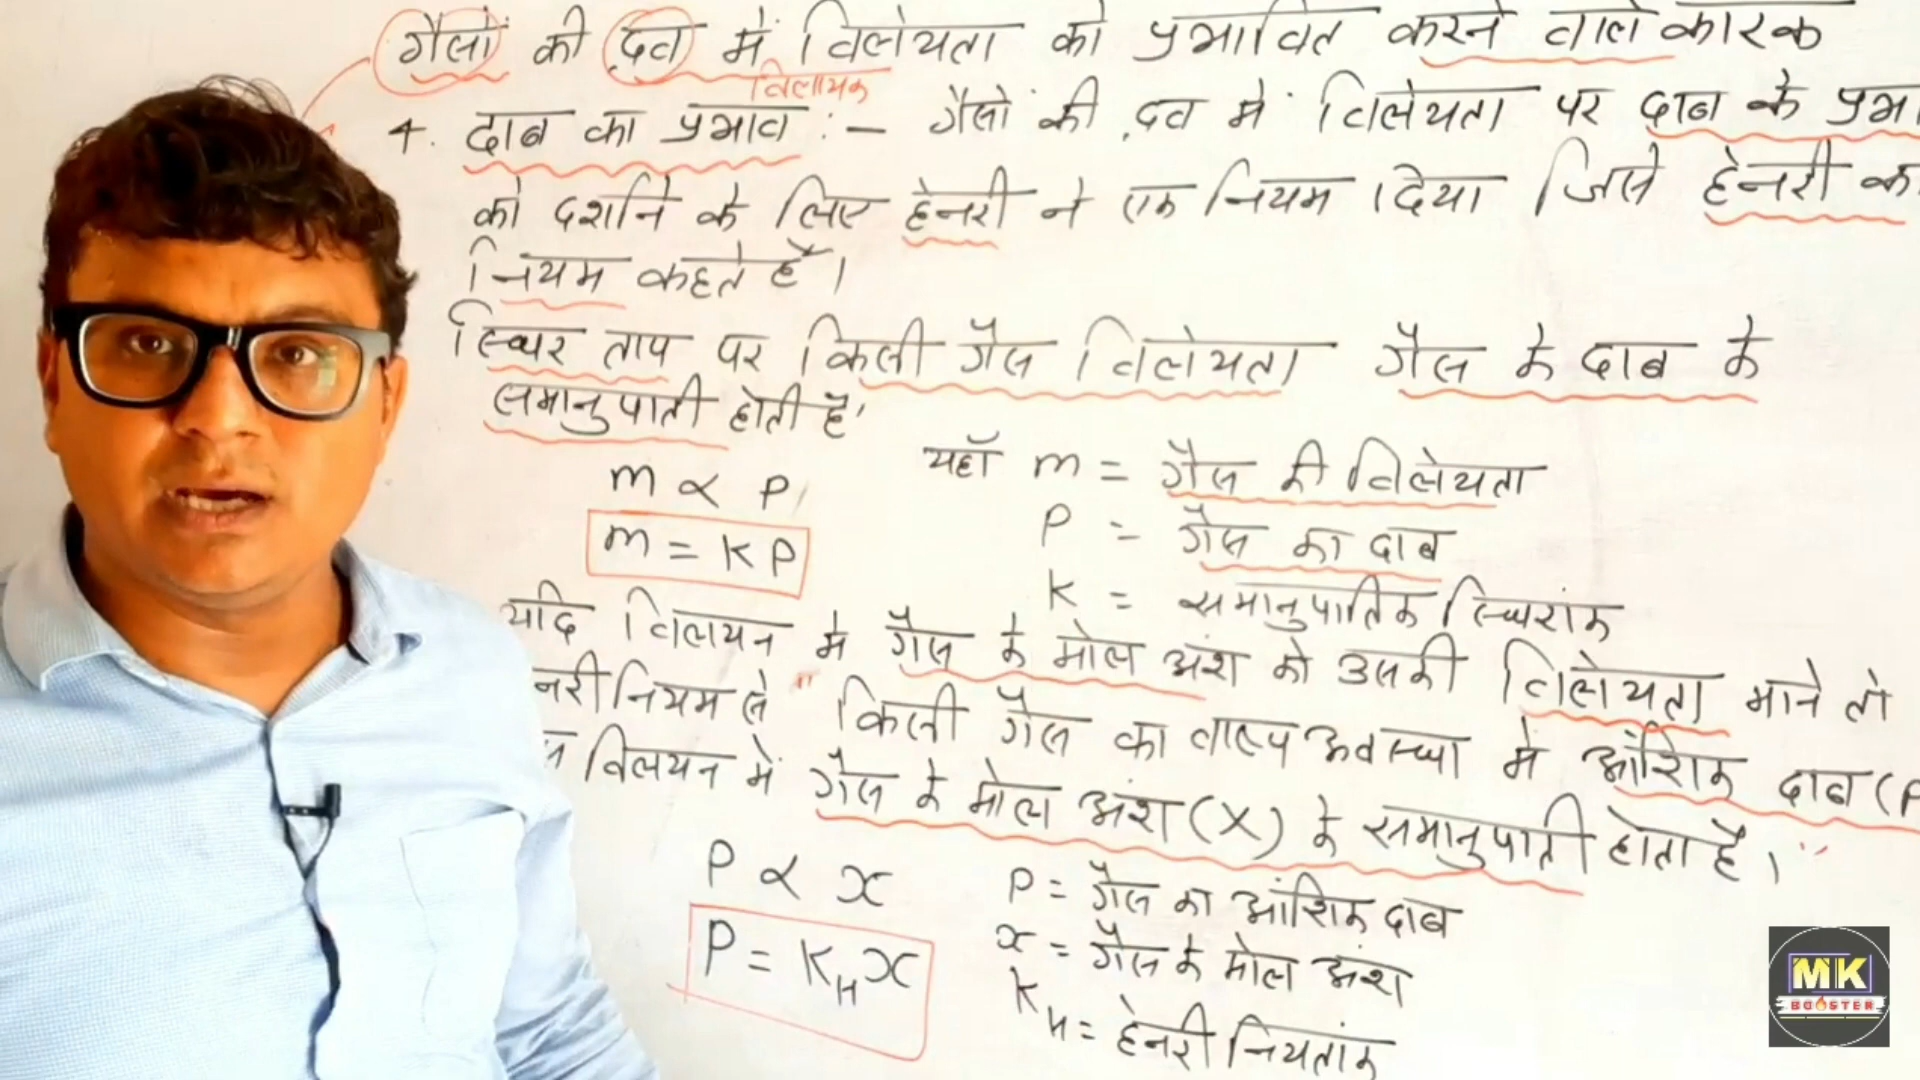 गैसों की द्रव में विलेयता को प्रभावित करने वाले कारक
विलायक
4. दाब का प्रभाव :- गैसों की द्रव में विलेयता पर दाब के प्रभा
को दर्शाने के लिए हेनरी ने एक नियम दिया जिसे हेनरी का
नियम कहते हैं।
स्थिर ताप पर किसी गैस विलेयता गैस के दाब के
समानुपाती होती है'
m ∝ P
यहाँ m = गैस की विलेयता
m = KP
P = गैस का दाब
K = समानुपातिक स्थिरांक
यदि विलयन में गैस के मोल अंश को उसकी विलेयता माने तो
नरी नियम से " किसी गैस का वाष्प अवस्था में आंशिक दाब (P
स विलयन में गैस के मोल अंश (X) के समानुपाती होता है। "
P ∝ x
P = गैस का आंशिक दाब
P = K_H x
x = गैस के मोल अंश
K_H = हेनरी नियतांक
MK
BOOSTER